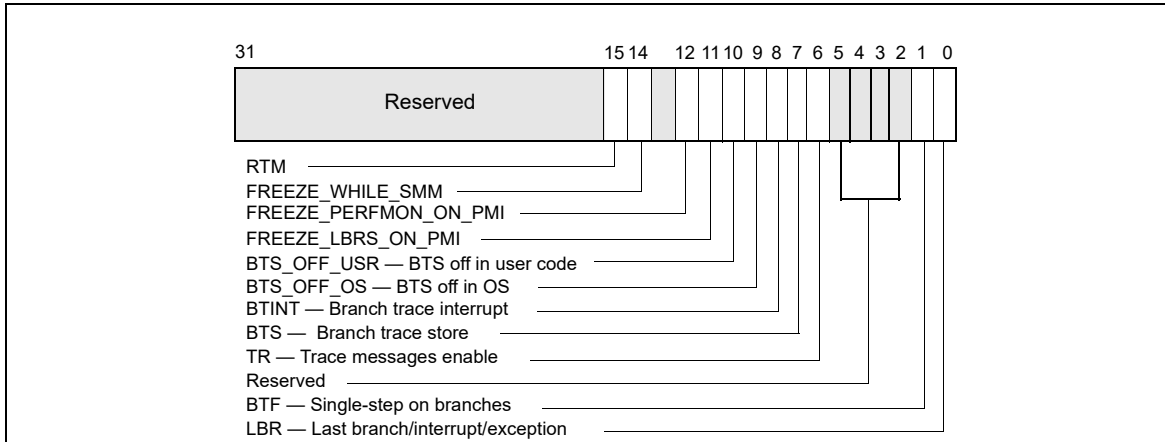 31 15 14 12 11 10 9 8 7 6 5 4 3 2 1 0
Reserved
RTM
FREEZE_WHILE_SMM
FREEZE_PERFMON_ON_PMI
FREEZE_LBRS_ON_PMI
BTS_OFF_USR — BTS off in user code
BTS_OFF_OS — BTS off in OS
BTINT — Branch trace interrupt
BTS — Branch trace store
TR — Trace messages enable
Reserved
BTF — Single-step on branches
LBR — Last branch/interrupt/exception